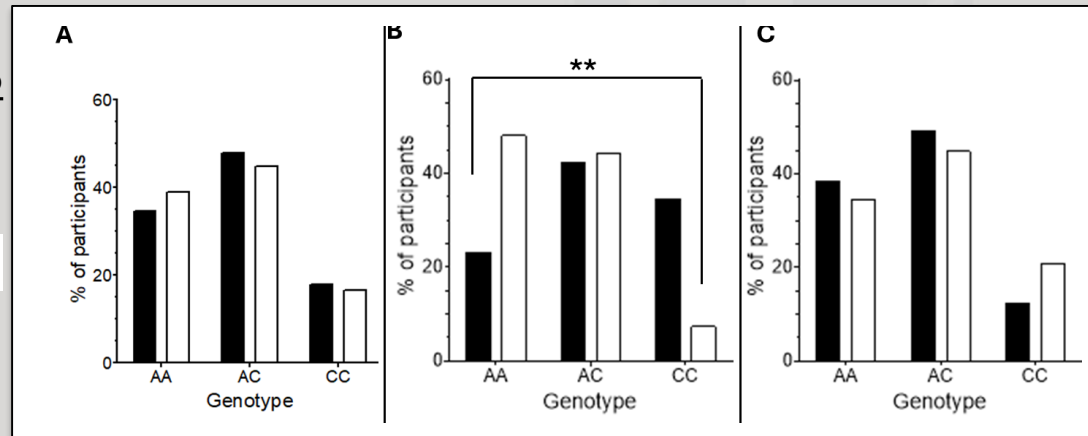 A
60
40
20
0
% of participants
AA AC CC
Genotype
B
**
60
40
20
0
% of participants
AA AC CC
Genotype
C
60
40
20
0
% of participants
AA AC CC
Genotype